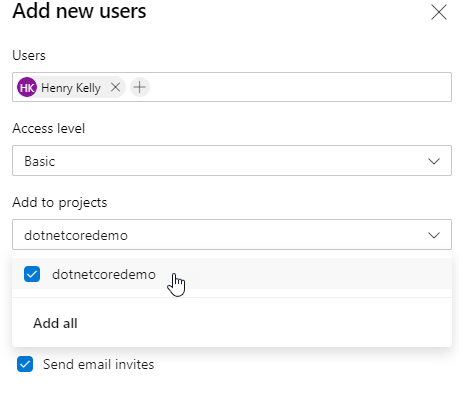 Add new users
Users
HK Henry Kelly
Access level
Basic
Add to projects
dotnetcoredemo
dotnetcoredemo
Add all
Send email invites